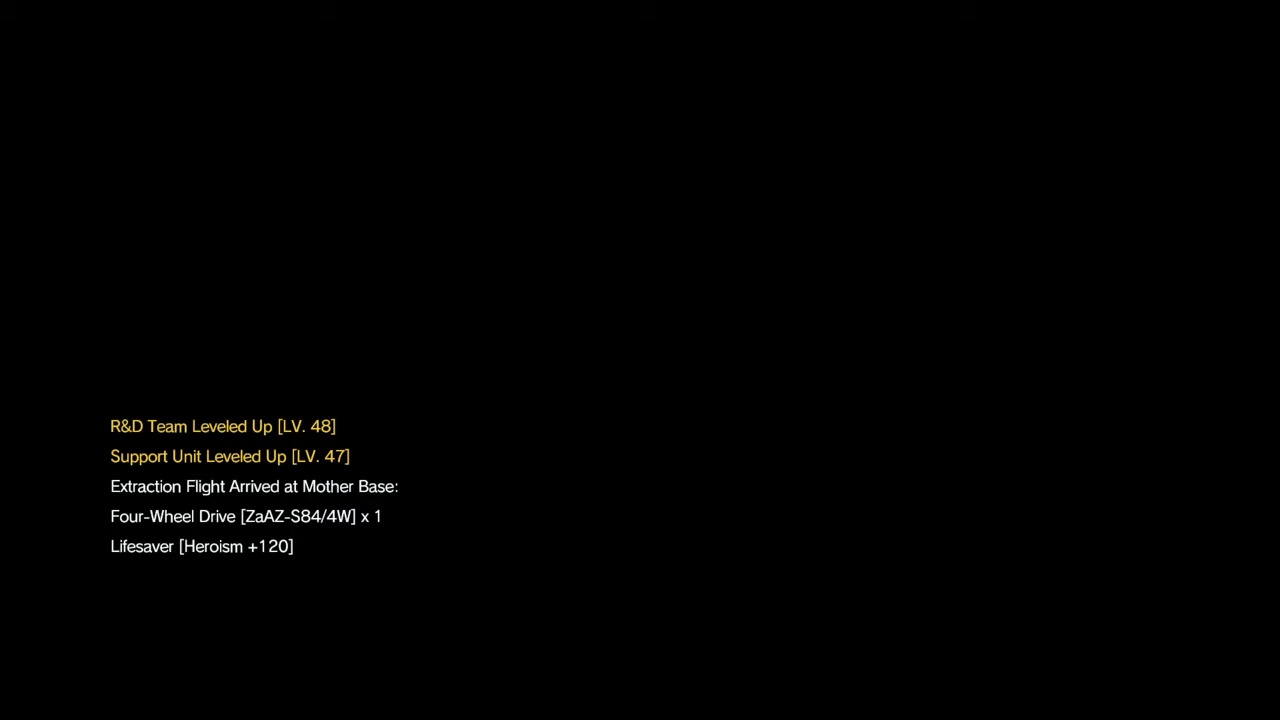 R&D Team Leveled Up [LV. 48]
Support Unit Leveled Up [LV. 47]
Extraction Flight Arrived at Mother Base:
Four-Wheel Drive [ZaAZ-S84/4W] x 1
Lifesaver [Heroism +120]